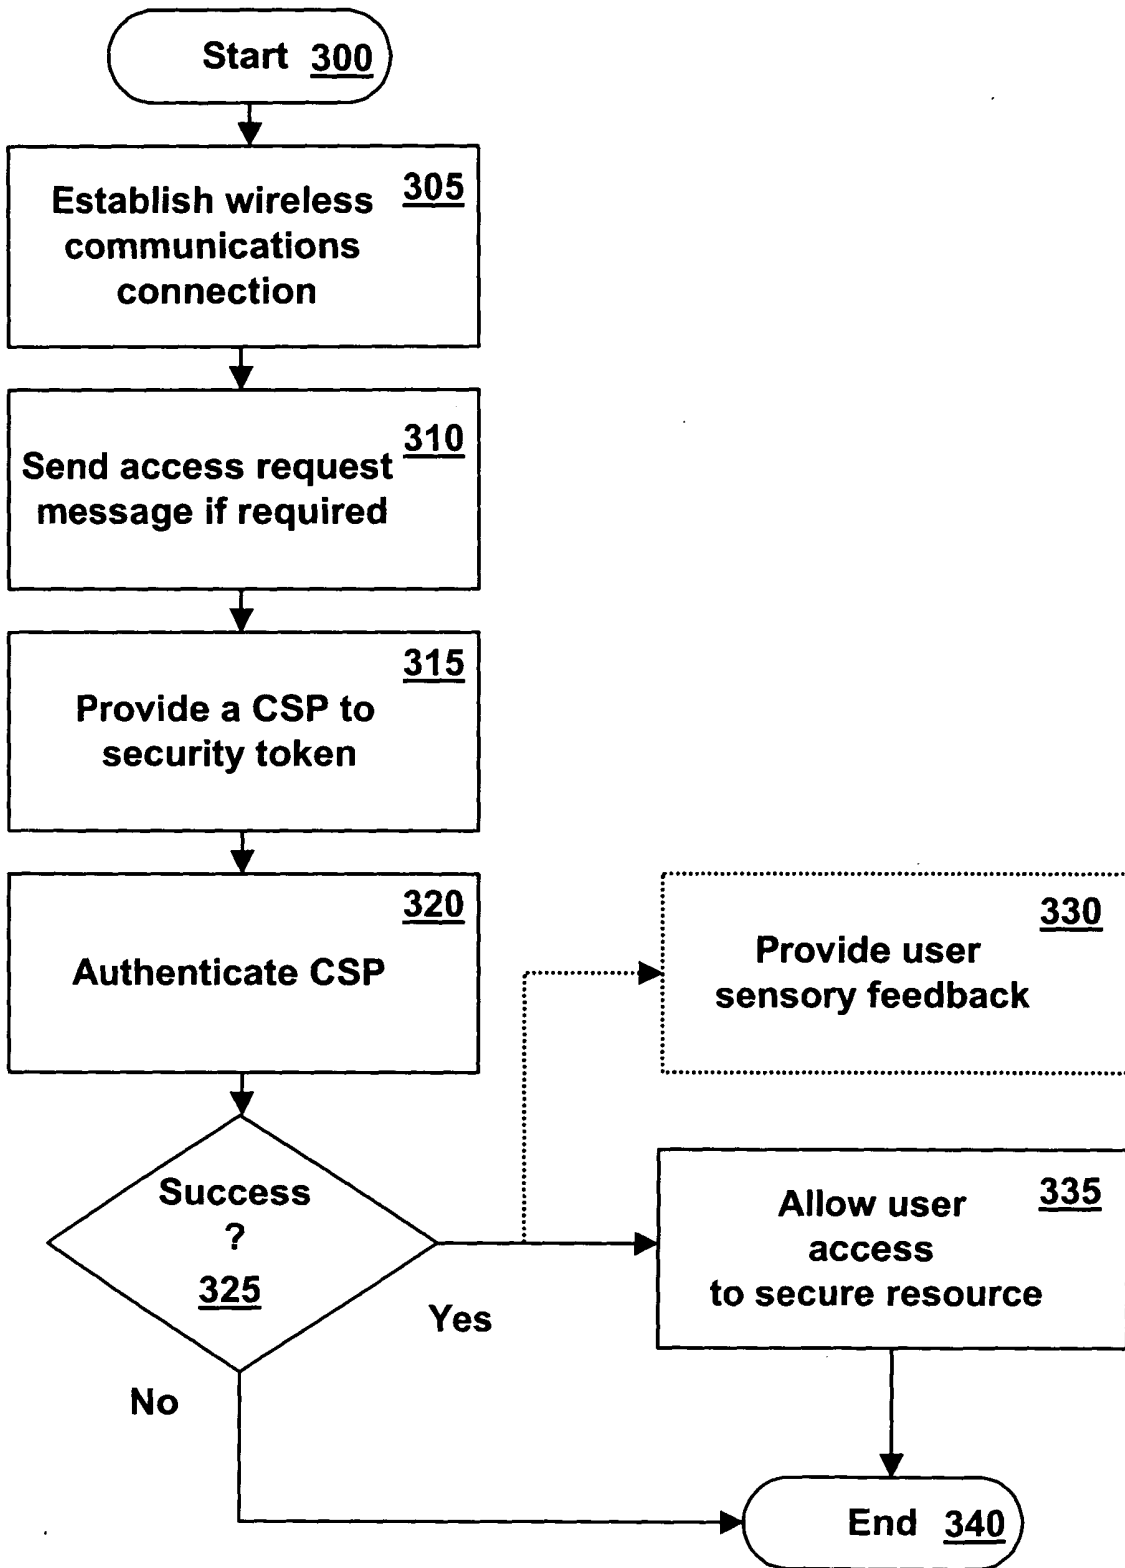 Start 300
Establish wireless 305
communications
connection
310
Send access request
message if required
315
Provide a CSP to
security token
320
Authenticate CSP
330
Provide user
sensory feedback
Success
?
325
Yes
No
335
Allow user
access
to secure resource
End 340